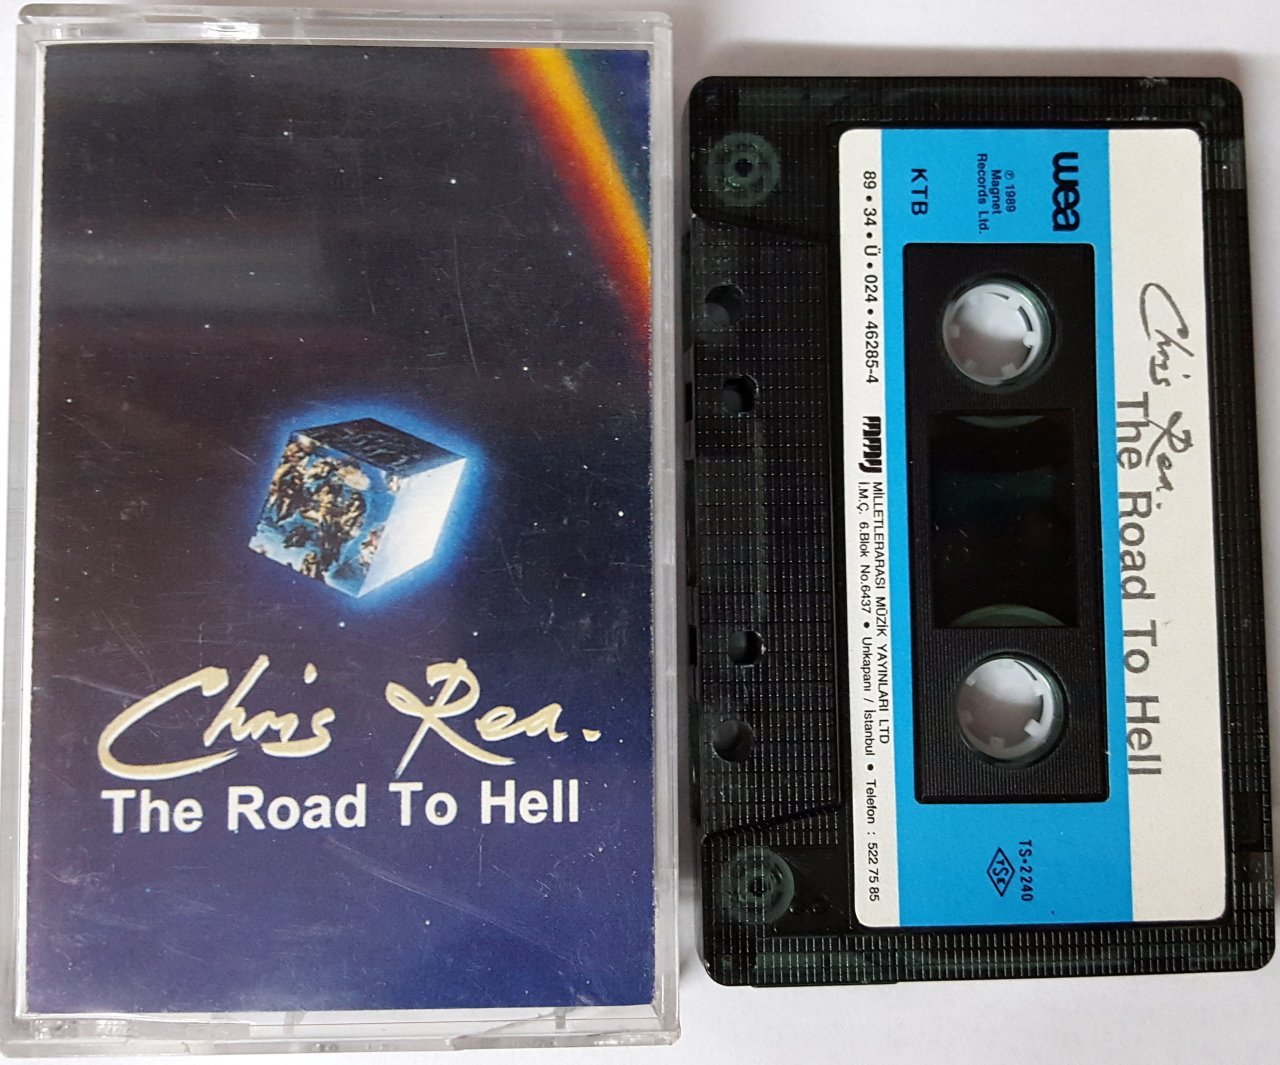 Chris Rea.
The Road To Hell
Chris Rea.
The Road To Hell
wea
℗ 1989
Magnet
Records Ltd.
KTB
TS•2240
TSE
89 • 34 • Ü • 024 • 46285-4
MMY
MİLLETLERARASI MÜZİK YAYINLARI LTD
İ.M.Ç. 6.Blok No.6437 • Unkapanı / İstanbul • Telefon : 522 75 85